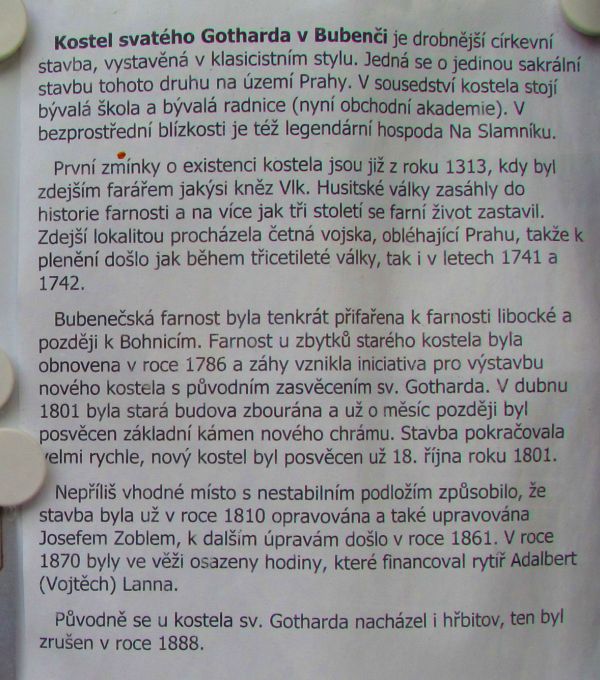 Kostel svatého Gotharda v Bubenči je drobnější církevní
stavba, vystavěná v klasicistním stylu. Jedná se o jedinou sakrální
stavbu tohoto druhu na území Prahy. V sousedství kostela stojí
bývalá škola a bývalá radnice (nyní obchodní akademie). V
bezprostřední blízkosti je též legendární hospoda Na Slamníku.
První zmínky o existenci kostela jsou již z roku 1313, kdy byl
zdejším farářem jakýsi kněz Vlk. Husitské války zasáhly do
historie farnosti a na více jak tři století se farní život zastavil.
Zdejší lokalitou procházela četná vojska, obléhající Prahu, takže k
plenění došlo jak během třicetileté války, tak i v letech 1741 a
1742.
Bubenečská farnost byla tenkrát přifařena k farnosti libocké a
později k Bohnicím. Farnost u zbytků starého kostela byla
obnovena v roce 1786 a záhy vznikla iniciativa pro výstavbu
nového kostela s původním zasvěcením sv. Gotharda. V dubnu
1801 byla stará budova zbourána a už o měsíc později byl
posvěcen základní kámen nového chrámu. Stavba pokračovala
velmi rychle, nový kostel byl posvěcen už 18. října roku 1801.
Nepříliš vhodné místo s nestabilním podložím způsobilo, že
stavba byla už v roce 1810 opravována a také upravována
Josefem Zoblem, k dalším úpravám došlo v roce 1861. V roce
1870 byly ve věži osazeny hodiny, které financoval rytíř Adalbert
(Vojtěch) Lanna.
Původně se u kostela sv. Gotharda nacházel i hřbitov, ten byl
zrušen v roce 1888.